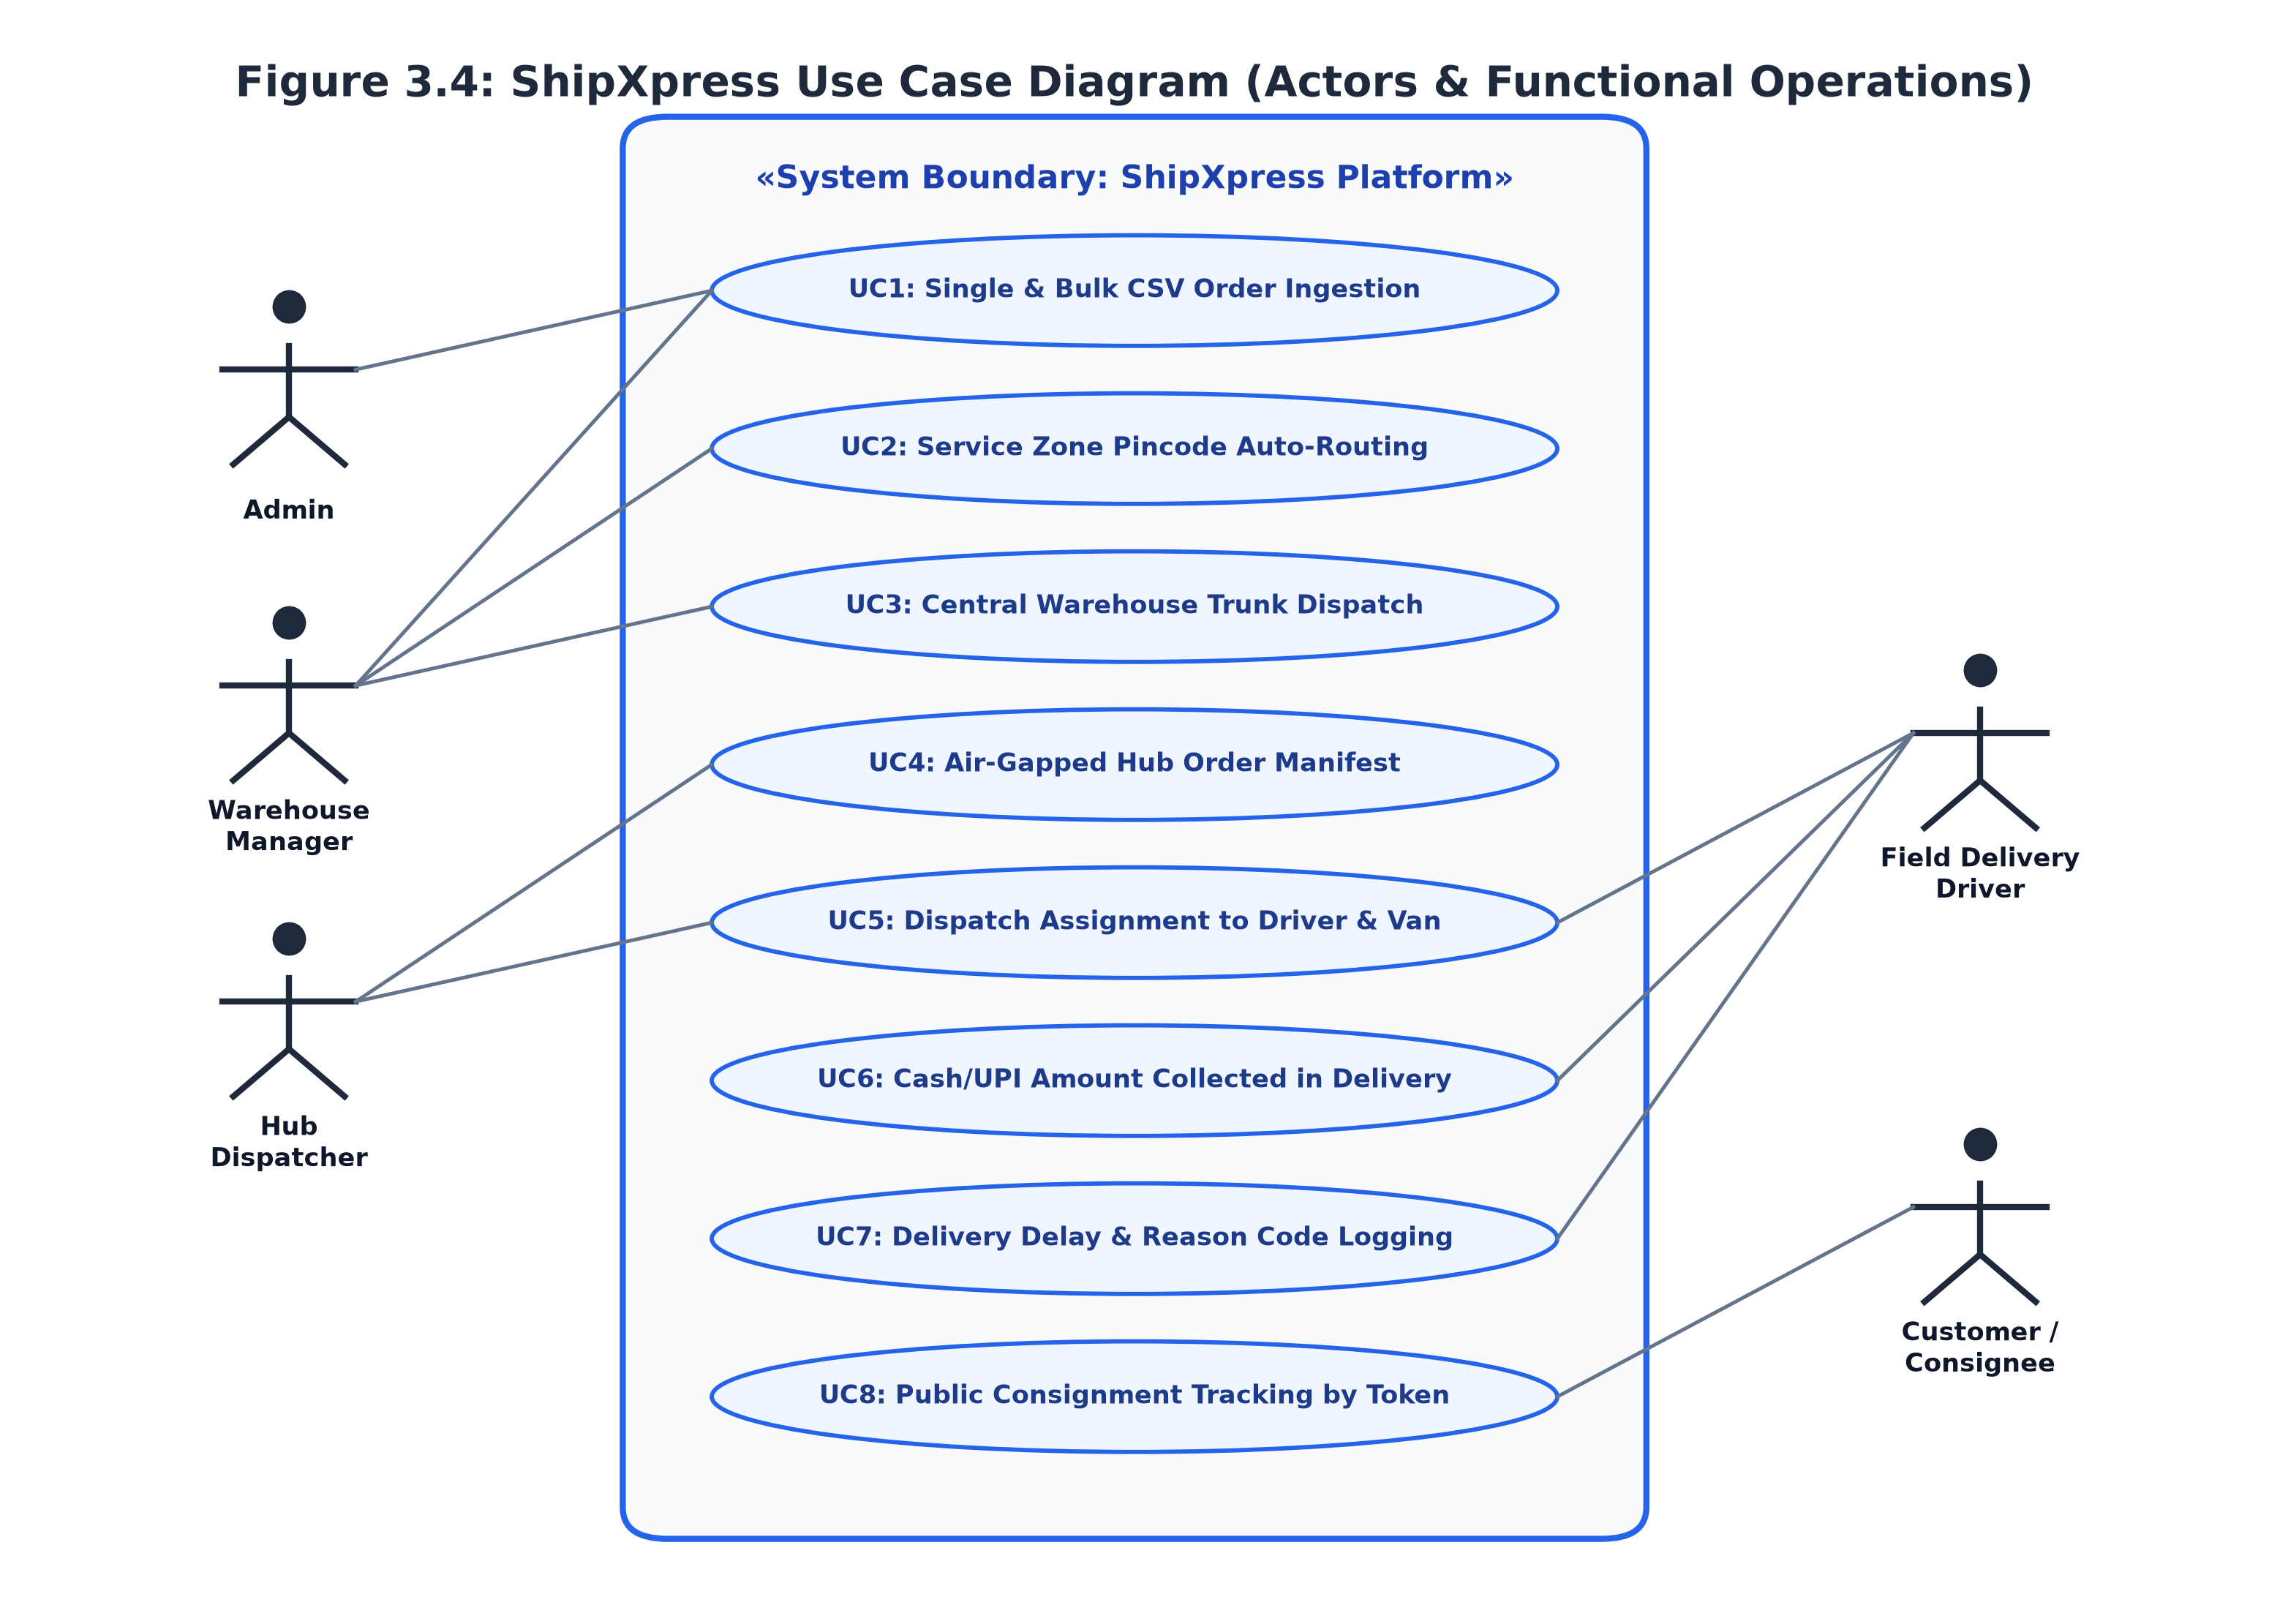 Figure 3.4: ShipXpress Use Case Diagram (Actors & Functional Operations)
«System Boundary: ShipXpress Platform»
UC1: Single & Bulk CSV Order Ingestion
UC2: Service Zone Pincode Auto-Routing
Admin
UC3: Central Warehouse Trunk Dispatch
UC4: Air-Gapped Hub Order Manifest
Warehouse
Manager
Field Delivery
Driver
UC5: Dispatch Assignment to Driver & Van
UC6: Cash/UPI Amount Collected in Delivery
Hub
Dispatcher
UC7: Delivery Delay & Reason Code Logging
Customer /
Consignee
UC8: Public Consignment Tracking by Token